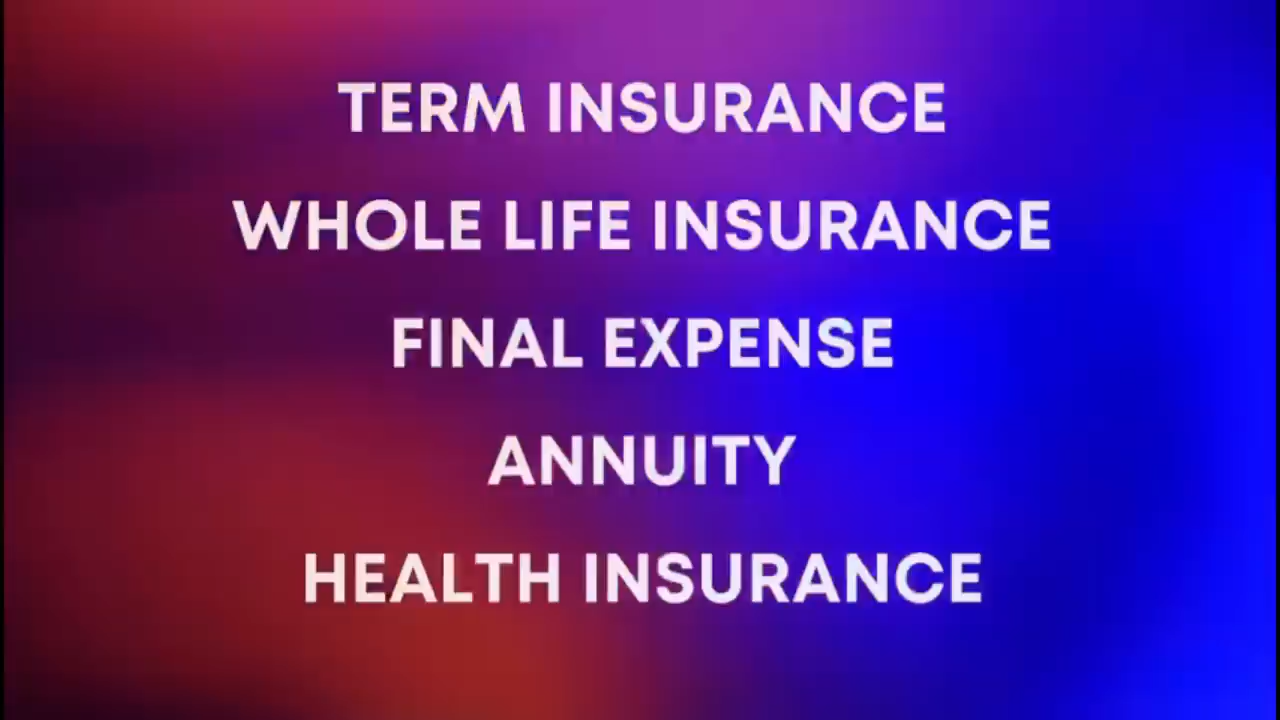 TERM INSURANCE
WHOLE LIFE INSURANCE
FINAL EXPENSE
ANNUITY
HEALTH INSURANCE